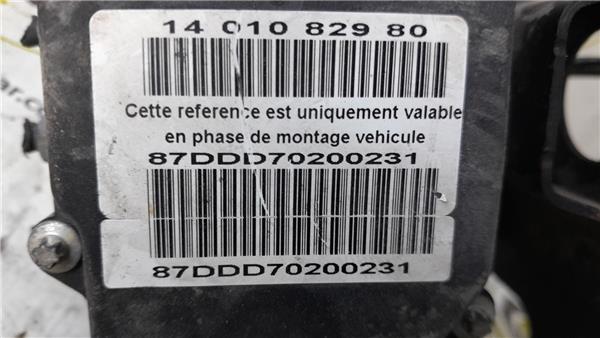 14 010 829 80
Cette reference est uniquement valable
en phase de montage vehicule
87DDD70200231
87DDD70200231